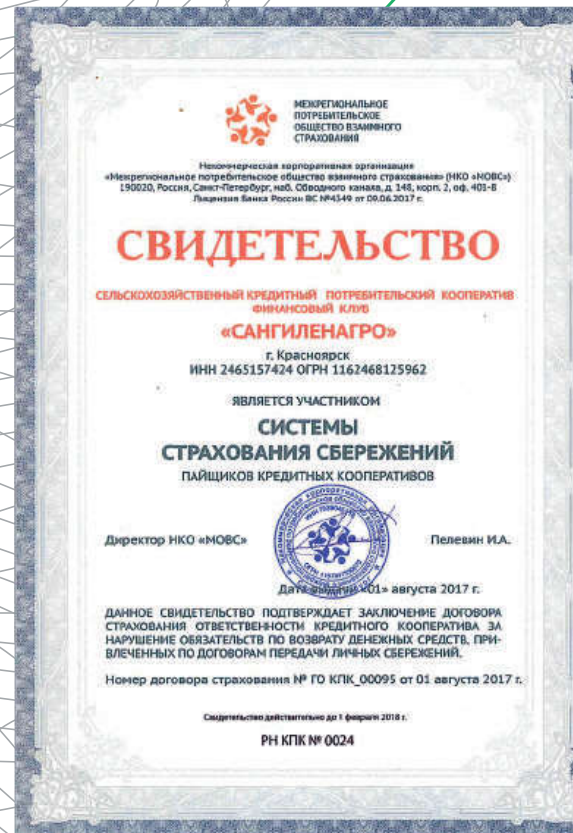 МЕЖРЕГИОНАЛЬНОЕ
ПОТРЕБИТЕЛЬСКОЕ
ОБЩЕСТВО ВЗАИМНОГО
СТРАХОВАНИЯ
Некоммерческая корпоративная организация
«Межрегиональное потребительское общество взаимного страхования» (НКО «МОВС»)
190020, Россия, Санкт-Петербург, наб. Обводного канала, д. 148, корп. 2, оф. 401-В
Лицензия Банка России ВС №4349 от 09.06.2017 г.
СВИДЕТЕЛЬСТВО
СЕЛЬСКОХОЗЯЙСТВЕННЫЙ КРЕДИТНЫЙ ПОТРЕБИТЕЛЬСКИЙ КООПЕРАТИВ
ФИНАНСОВЫЙ КЛУБ
«САНГИЛЕНАГРО»
г. Красноярск
ИНН 2465157424 ОГРН 1162468125962
ЯВЛЯЕТСЯ УЧАСТНИКОМ
СИСТЕМЫ
СТРАХОВАНИЯ СБЕРЕЖЕНИЙ
ПАЙЩИКОВ КРЕДИТНЫХ КООПЕРАТИВОВ
Директор НКО «МОВС»
Пелевин И.А.
Дата выдачи «01» августа 2017 г.
ДАННОЕ СВИДЕТЕЛЬСТВО ПОДТВЕРЖДАЕТ ЗАКЛЮЧЕНИЕ ДОГОВОРА
СТРАХОВАНИЯ ОТВЕТСТВЕННОСТИ КРЕДИТНОГО КООПЕРАТИВА ЗА
НАРУШЕНИЕ ОБЯЗАТЕЛЬСТВ ПО ВОЗВРАТУ ДЕНЕЖНЫХ СРЕДСТВ, ПРИ-
ВЛЕЧЕННЫХ ПО ДОГОВОРАМ ПЕРЕДАЧИ ЛИЧНЫХ СБЕРЕЖЕНИЙ.
Номер договора страхования № ГО КПК_00095 от 01 августа 2017 г.
Свидетельство действительно до 1 февраля 2018 г.
РН КПК № 0024